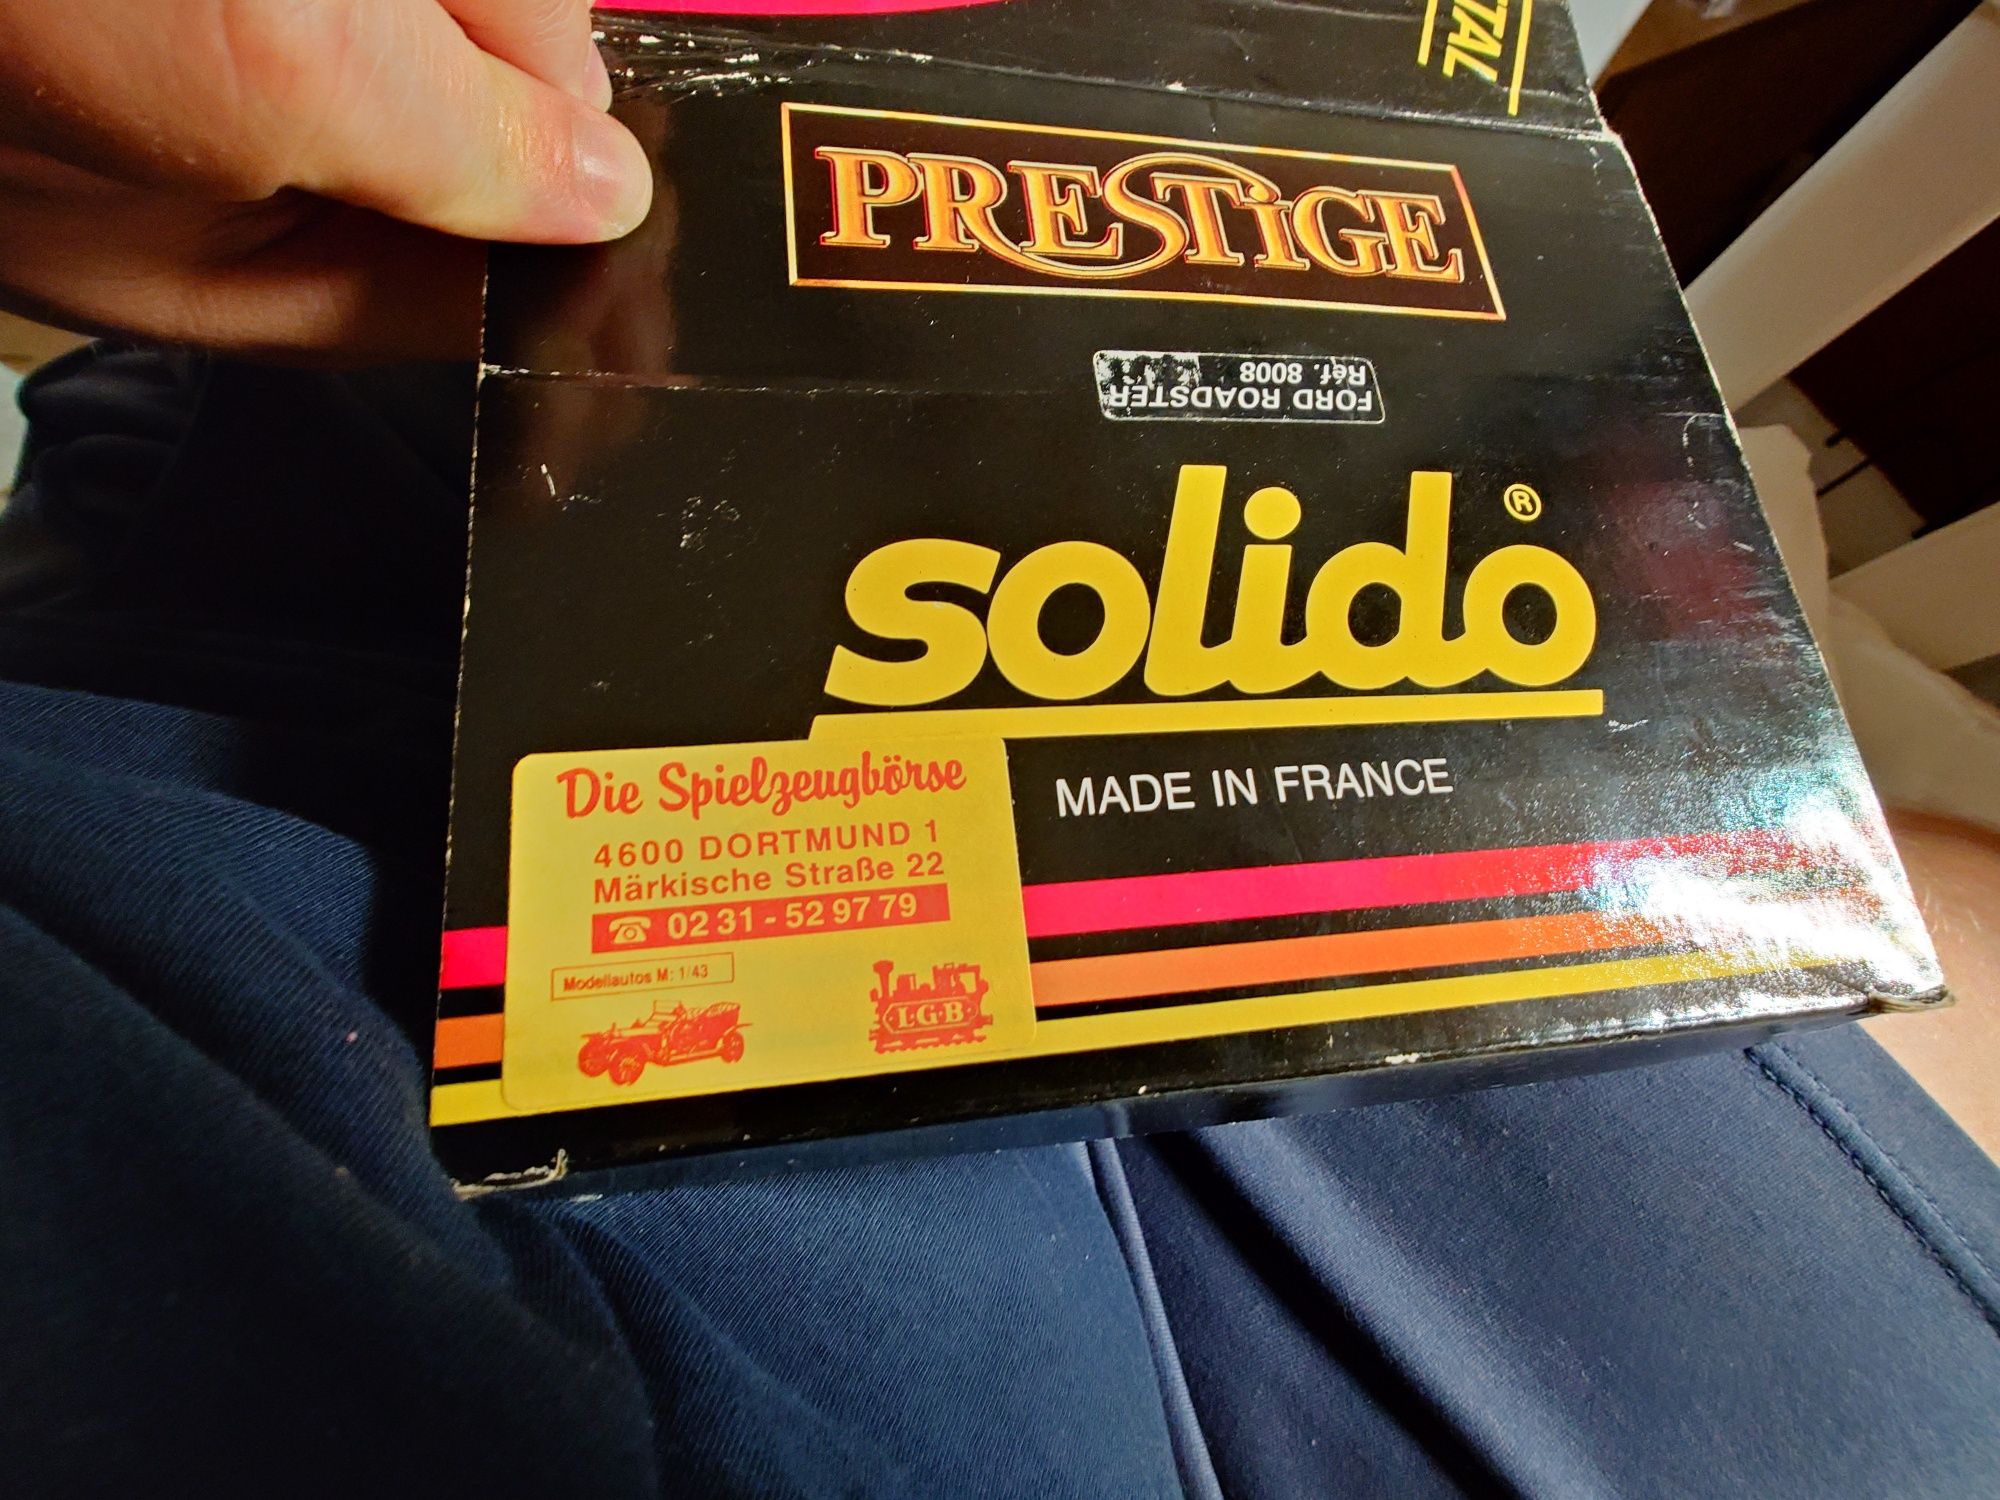 TAL
PRESTiGE
FORD ROADSTER
Réf. 8008
solido ®
MADE IN FRANCE
Die Spielzeugbörse
4600 DORTMUND 1
Märkische Straße 22
☎ 02 31 - 52 97 79
Modellautos M: 1/43
L·G·B